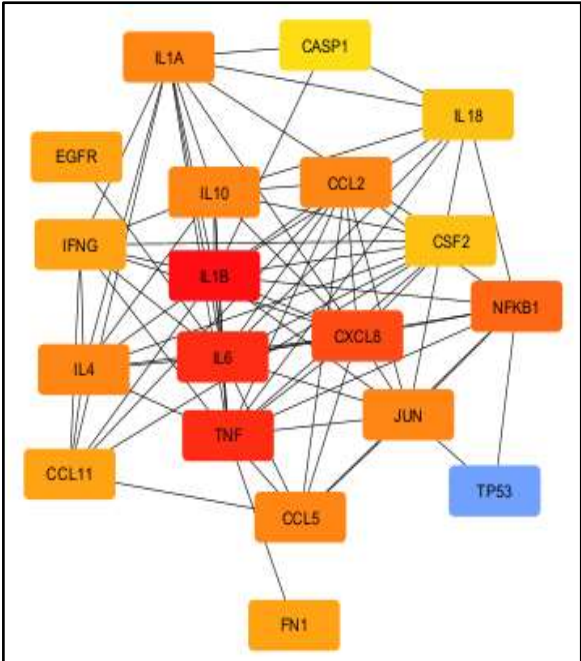 CASP1
IL1A
IL18
EGFR
IL10
CCL2
IFNG
CSF2
IL1B
NFKB1
CXCL8
IL6
IL4
JUN
TNF
CCL11
TP53
CCL5
FN1